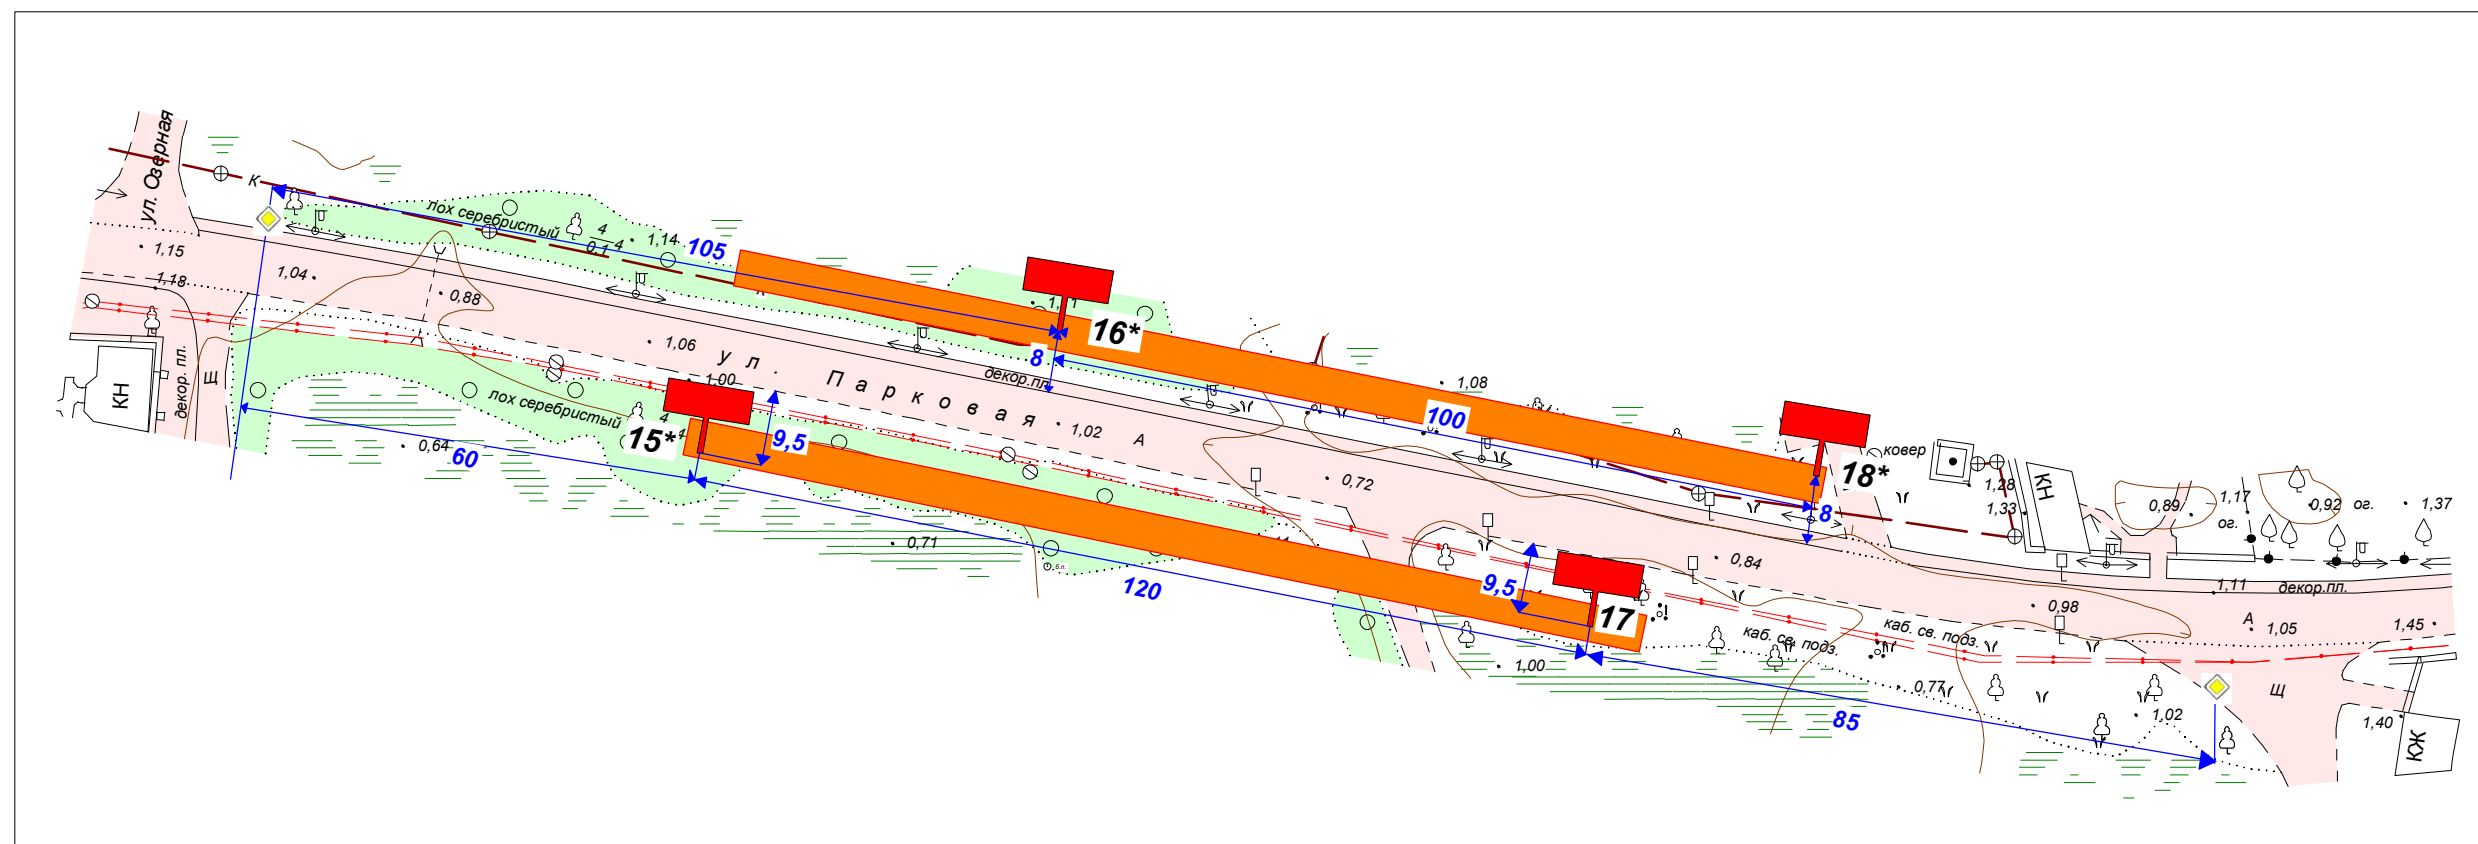 ул. Озерная
К
лох серебристый
4
0,1
4
1,14
105
1,15
1,18
1,04
0,88
1,06
1,00
ул. Парковая
декор.пл.
16*
8
1,08
100
18*
ковер
1,28
1,33
КН
0,89
1,17
ог.
0,92
ог.
1,37
КН
декор. пл.
Щ
лох серебристый
4
15*
9,5
0,64
60
1,02
А
0,72
8
0,84
0,71
б.п.
120
9,5
17
1,00
каб. св. подз.
каб. св. подз.
0,98
1,11
декор.пл.
А
1,05
1,45
0,77
85
1,02
Щ
1,40
КЖ